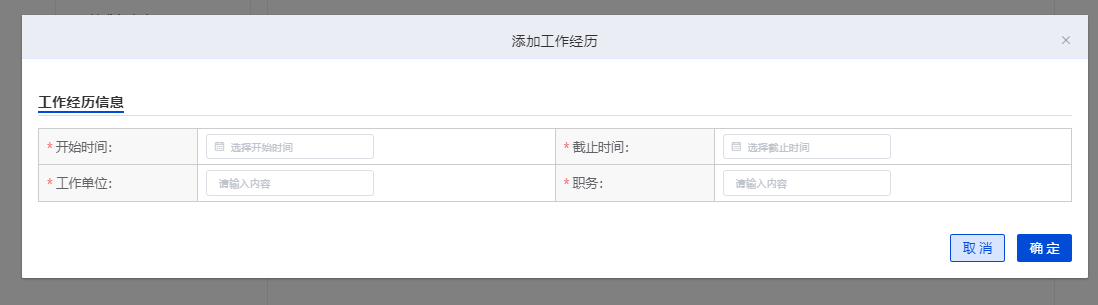 添加工作经历
工作经历信息
* 开始时间: 选择开始时间 * 截止时间: 选择截止时间
* 工作单位: 请输入内容 * 职务: 请输入内容
取消 确定